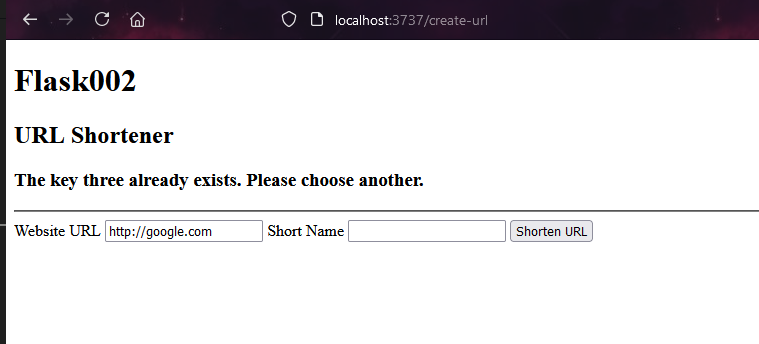 localhost:3737/create-url
Flask002
URL Shortener
The key three already exists. Please choose another.
Website URL http://google.com Short Name Shorten URL